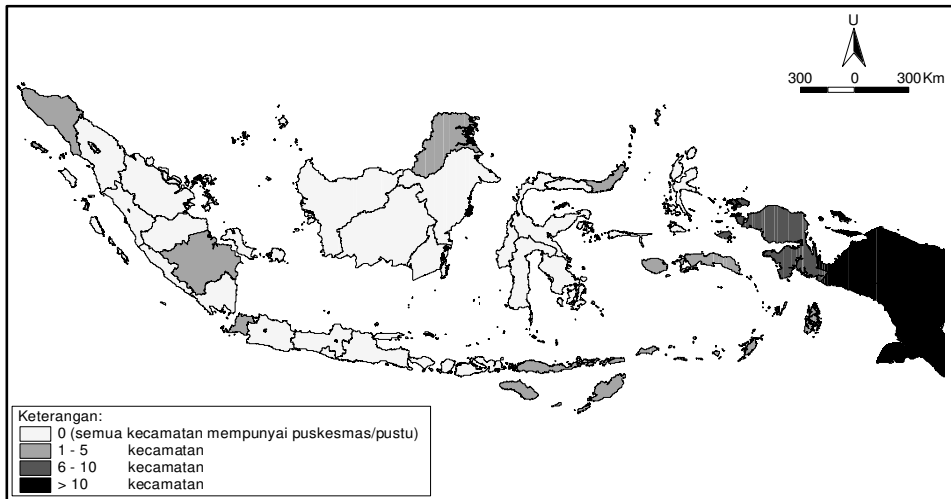 U
300 0 300 Km
Keterangan:
0 (semua kecamatan mempunyai puskesmas/pustu)
1 - 5 kecamatan
6 - 10 kecamatan
> 10 kecamatan